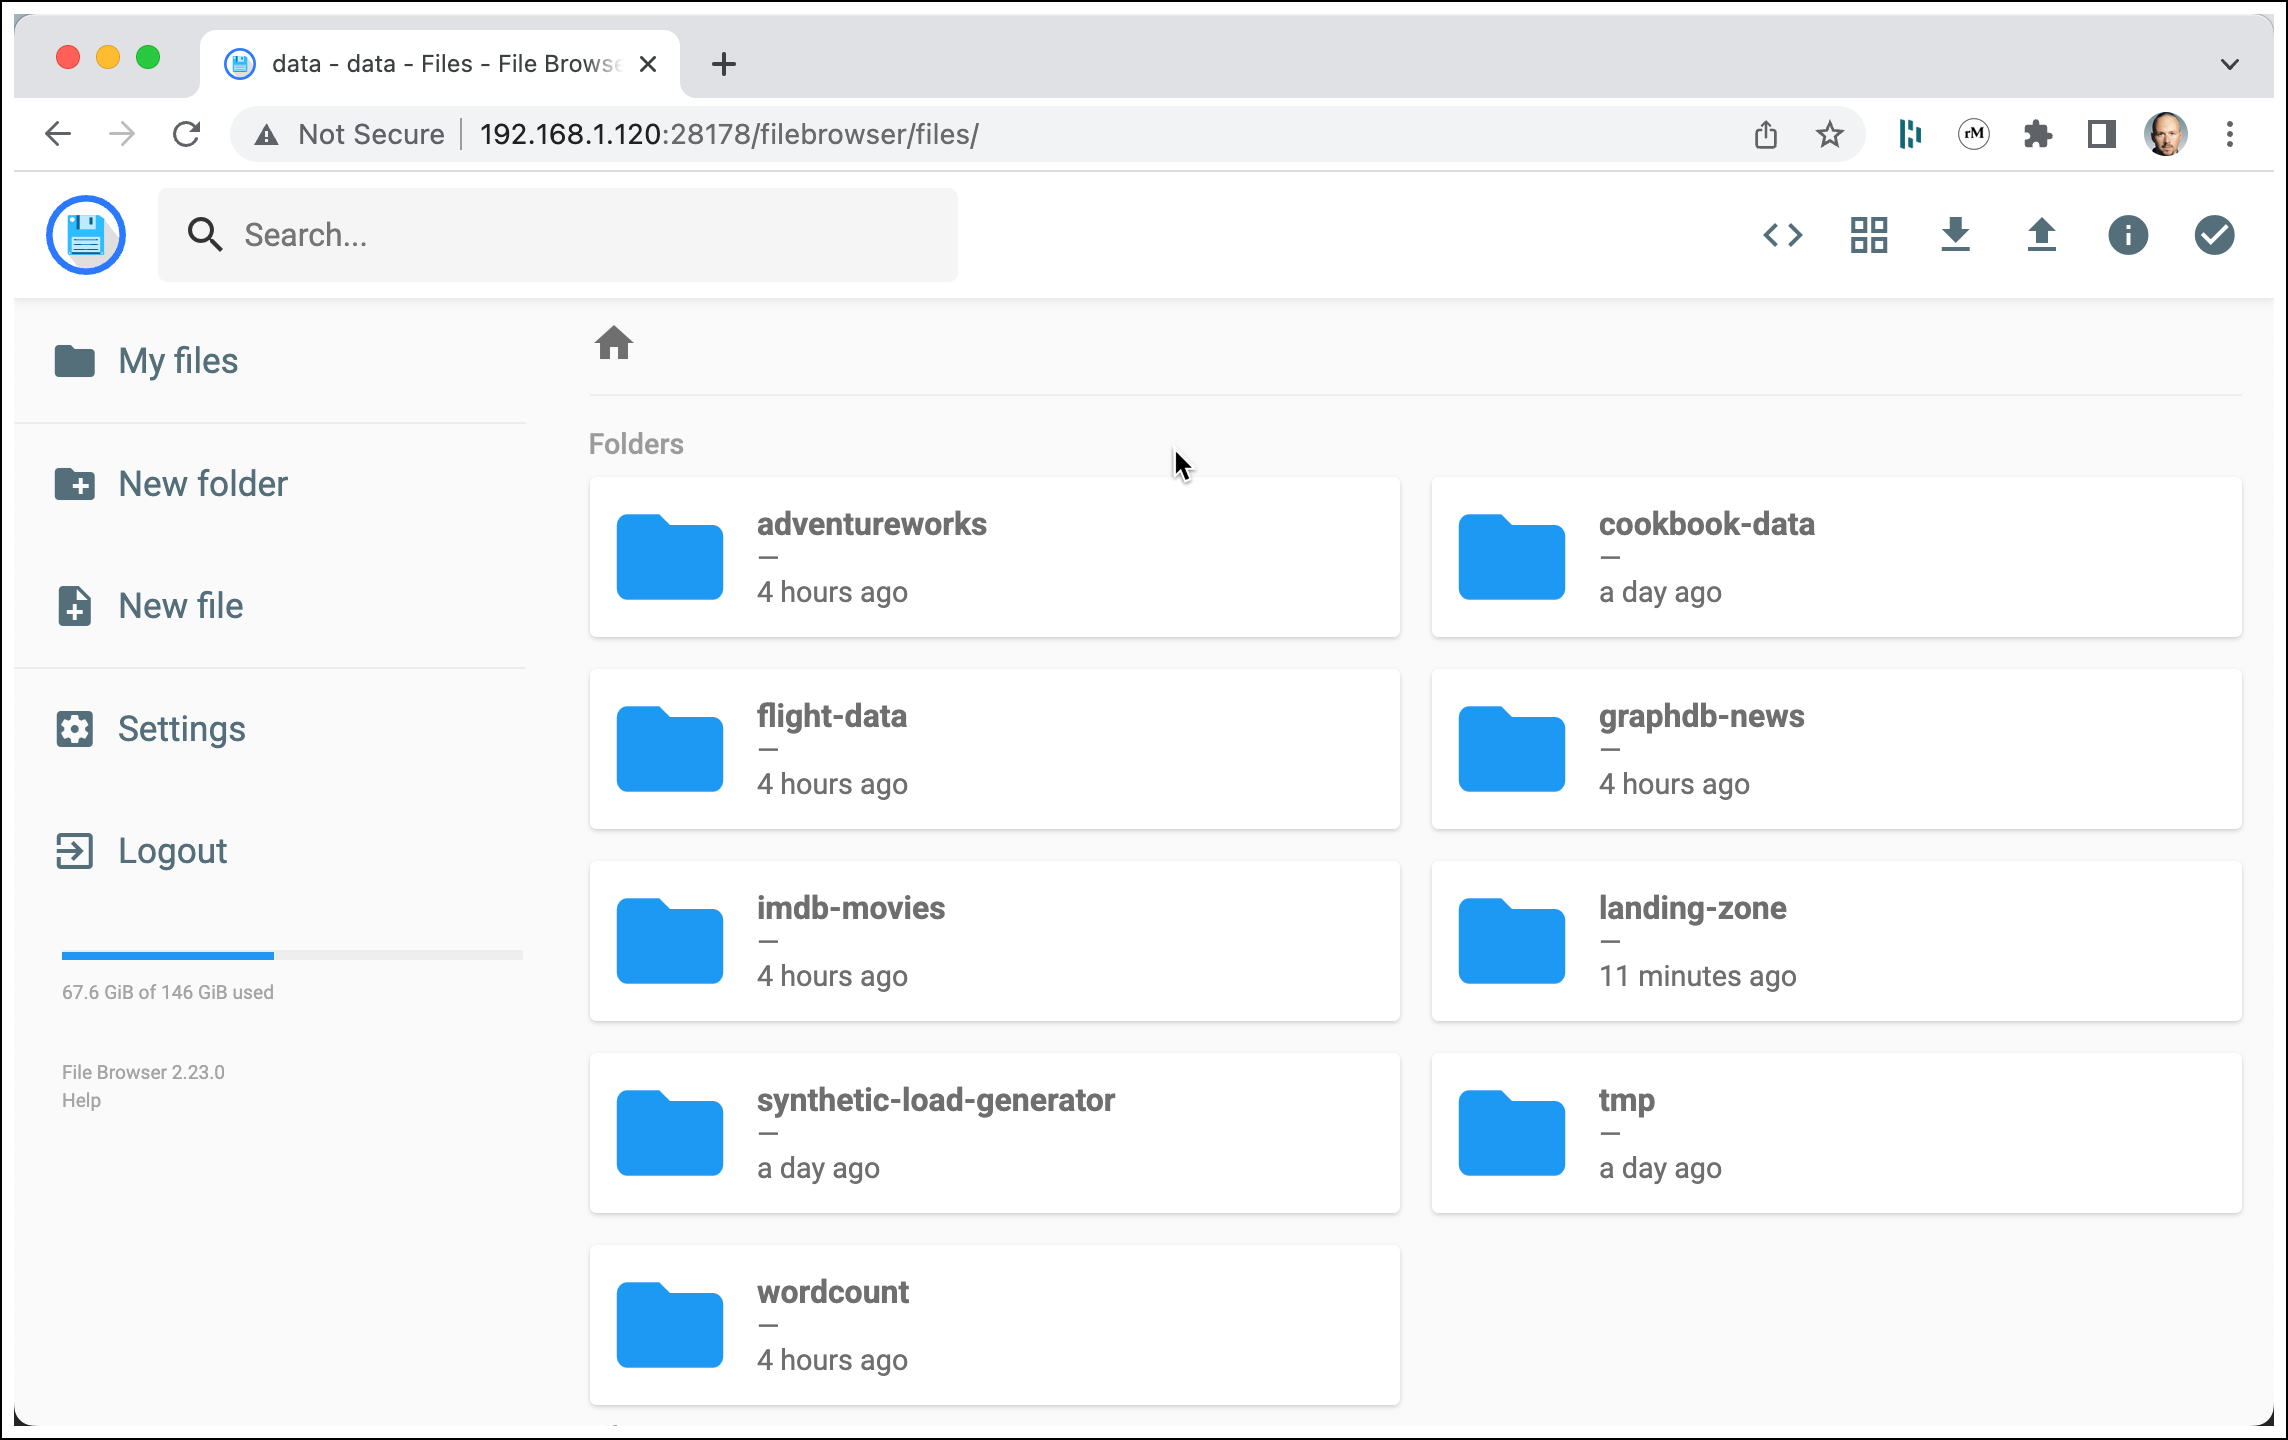 data - data - Files - File Browse
Not Secure 192.168.1.120:28178/filebrowser/files/
rM
Search...
My files
New folder
New file
Settings
Logout
67.6 GiB of 146 GiB used
File Browser 2.23.0
Help
Folders
adventureworks
—
4 hours ago
cookbook-data
—
a day ago
flight-data
—
4 hours ago
graphdb-news
—
4 hours ago
imdb-movies
—
4 hours ago
landing-zone
—
11 minutes ago
synthetic-load-generator
—
a day ago
tmp
—
a day ago
wordcount
—
4 hours ago